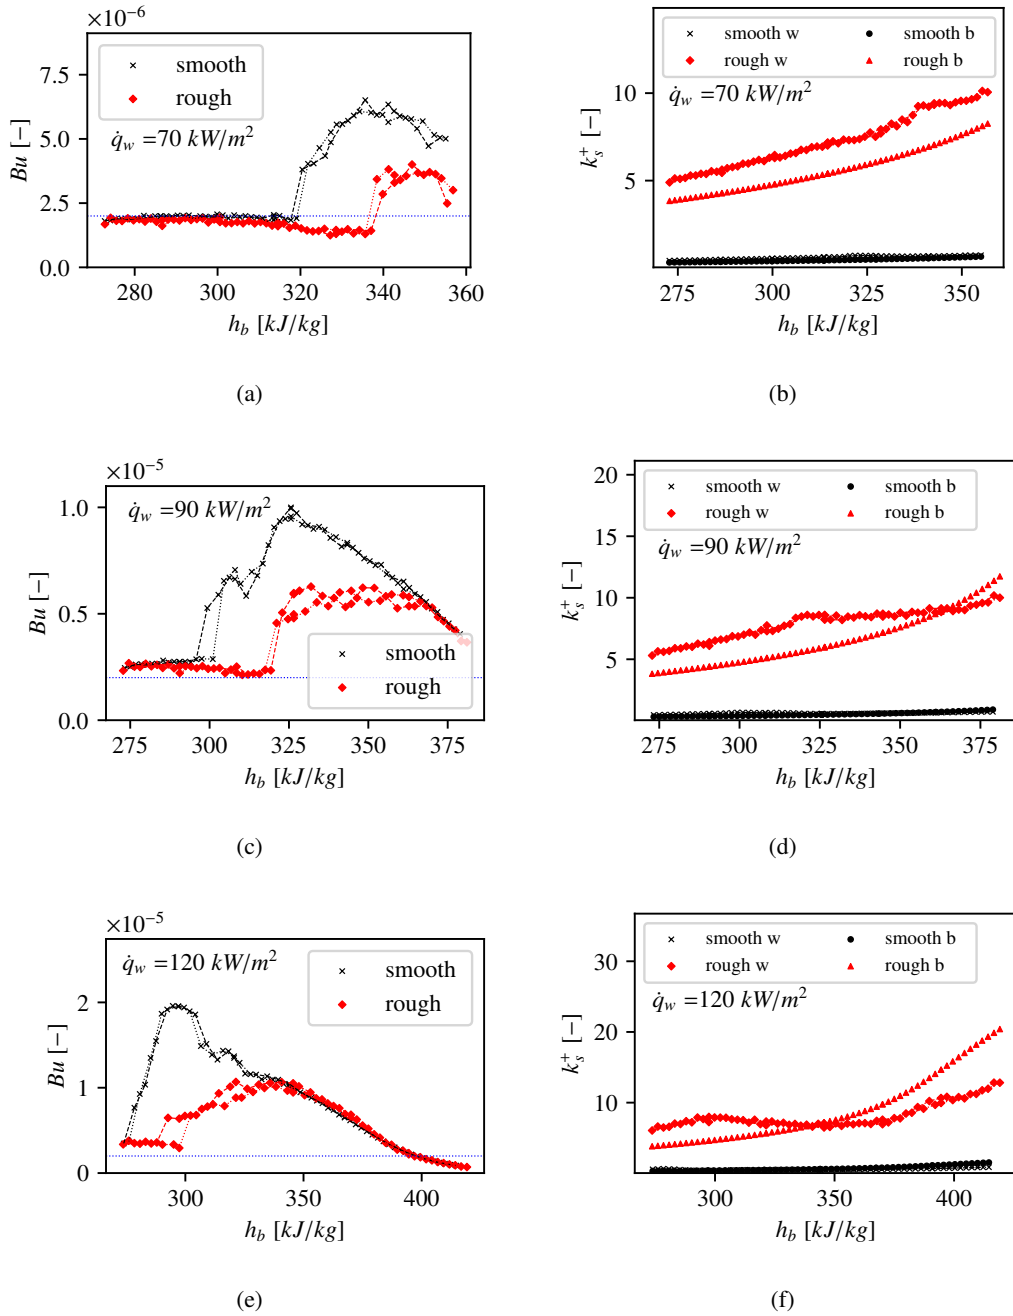 ×10−6
7.5
5.0
2.5
0.0
Bu [−]
smooth
rough
q̇w =70 kW/m2
280 300 320 340 360
hb [kJ/kg]
(a)
10
5
ks+ [−]
smooth w smooth b
rough w rough b
q̇w =70 kW/m2
275 300 325 350
hb [kJ/kg]
(b)
×10−5
1.0
0.5
0.0
Bu [−]
q̇w =90 kW/m2
smooth
rough
275 300 325 350 375
hb [kJ/kg]
(c)
20
15
10
5
ks+ [−]
smooth w smooth b
rough w rough b
q̇w =90 kW/m2
275 300 325 350 375
hb [kJ/kg]
(d)
×10−5
2
1
0
Bu [−]
q̇w =120 kW/m2
smooth
rough
300 350 400
hb [kJ/kg]
(e)
30
20
10
ks+ [−]
smooth w smooth b
rough w rough b
q̇w =120 kW/m2
300 350 400
hb [kJ/kg]
(f)